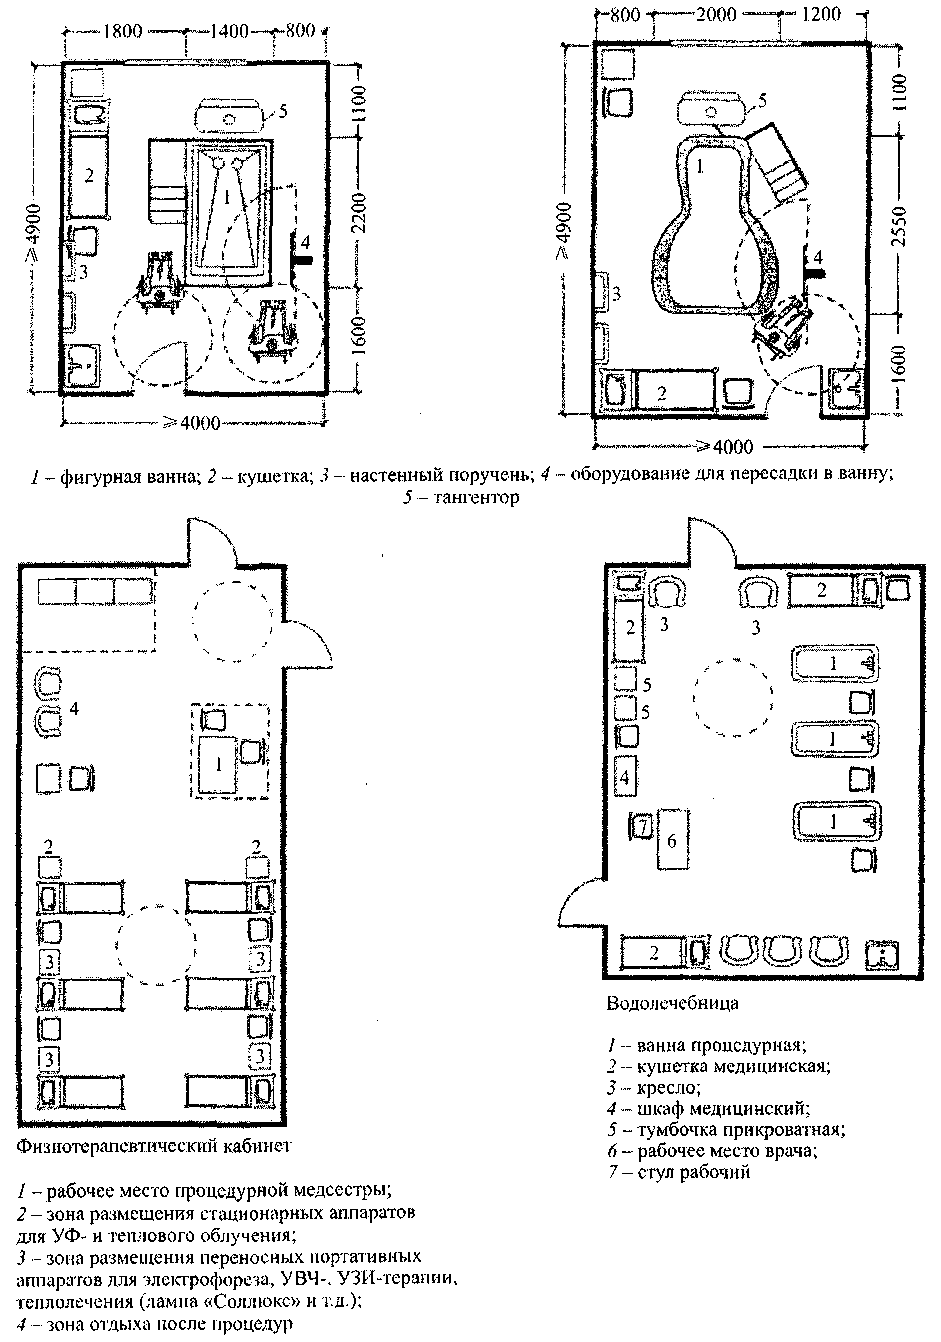 1800 1400 800
800 2000 1200
≥4900
1100
2200
1600
≥4000
5
2
1
4
3
≥4900
1100
2550
1600
≥4000
5
1
4
3
2
1 – фигурная ванна; 2 – кушетка; 3 – настенный поручень; 4 – оборудование для пересадки в ванну;
5 – тангентор
4
1
2 2
3 3
3 3
2
3 3
2
1
5
5
1
4
7
6
1
2
Физиотерапевтический кабинет
1 – рабочее место процедурной медсестры;
2 – зона размещения стационарных аппаратов
для УФ- и теплового облучения;
3 – зона размещения переносных портативных
аппаратов для электрофореза, УВЧ-, УЗИ-терапии,
теплолечения (лампа «Соллюкс» и т.д.);
4 – зона отдыха после процедур
Водолечебница
1 – ванна процедурная;
2 – кушетка медицинская;
3 – кресло;
4 – шкаф медицинский;
5 – тумбочка прикроватная;
6 – рабочее место врача;
7 – стул рабочий